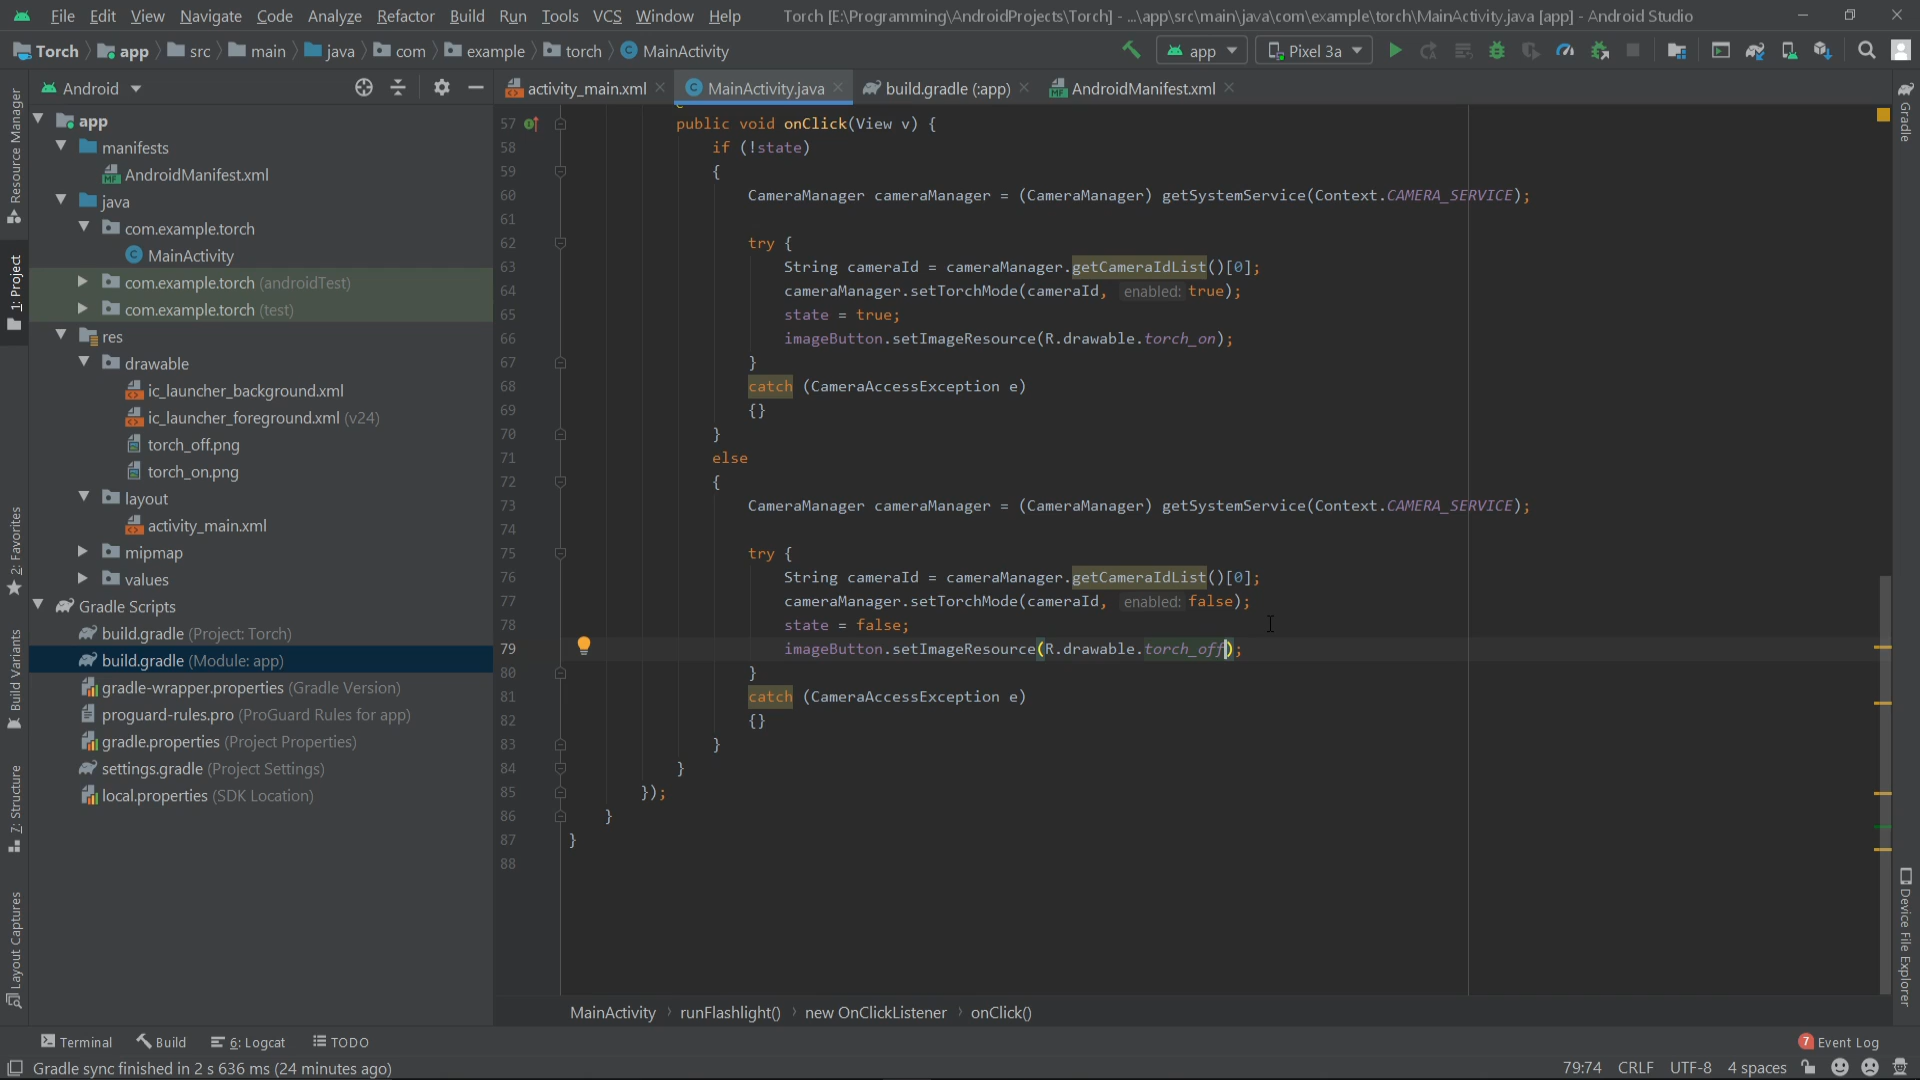 File Edit View Navigate Code Analyze Refactor Build Run Tools VCS Window Help Torch [E:\Programming\AndroidProjects\Torch] - ...\app\src\main\java\com\example\torch\MainActivity.java [app] - Android Studio
Torch app src main java com example torch MainActivity app Pixel 3a
Android activity_main.xml MainActivity.java build.gradle (:app) AndroidManifest.xml
Resource Manager
1: Project
2: Favorites
Build Variants
7: Structure
Layout Captures
app
manifests
AndroidManifest.xml
java
com.example.torch
MainActivity
com.example.torch (androidTest)
com.example.torch (test)
res
drawable
ic_launcher_background.xml
ic_launcher_foreground.xml (v24)
torch_off.png
torch_on.png
layout
activity_main.xml
mipmap
values
Gradle Scripts
build.gradle (Project: Torch)
build.gradle (Module: app)
gradle-wrapper.properties (Gradle Version)
proguard-rules.pro (ProGuard Rules for app)
gradle.properties (Project Properties)
settings.gradle (Project Settings)
local.properties (SDK Location)
57 public void onClick(View v) {
58 if (!state)
59 {
60 CameraManager cameraManager = (CameraManager) getSystemService(Context.CAMERA_SERVICE);
61
62 try {
63 String cameraId = cameraManager.getCameraIdList()[0];
64 cameraManager.setTorchMode(cameraId, enabled: true);
65 state = true;
66 imageButton.setImageResource(R.drawable.torch_on);
67 }
68 catch (CameraAccessException e)
69 {}
70 }
71 else
72 {
73 CameraManager cameraManager = (CameraManager) getSystemService(Context.CAMERA_SERVICE);
74
75 try {
76 String cameraId = cameraManager.getCameraIdList()[0];
77 cameraManager.setTorchMode(cameraId, enabled: false);
78 state = false;
79 imageButton.setImageResource(R.drawable.torch_off);
80 }
81 catch (CameraAccessException e)
82 {}
83 }
84 }
85 });
86 }
87 }
88
Gradle
Device File Explorer
MainActivity runFlashlight() new OnClickListener onClick()
Terminal Build 6: Logcat TODO 7 Event Log
Gradle sync finished in 2 s 636 ms (24 minutes ago) 79:74 CRLF UTF-8 4 spaces